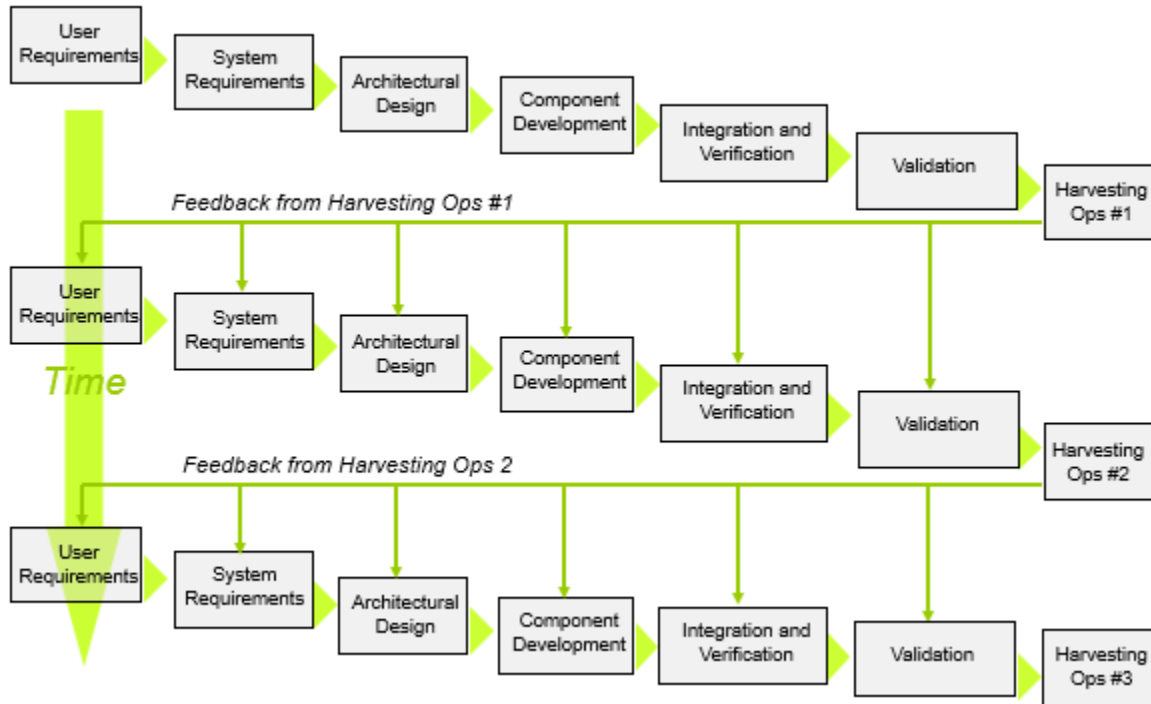 User
Requirements
System
Requirements
Architectural
Design
Component
Development
Integration and
Verification
Validation
Harvesting
Ops #1
Feedback from Harvesting Ops #1
User
Requirements
System
Requirements
Architectural
Design
Component
Development
Integration and
Verification
Validation
Harvesting
Ops #2
Time
Feedback from Harvesting Ops 2
User
Requirements
System
Requirements
Architectural
Design
Component
Development
Integration and
Verification
Validation
Harvesting
Ops #3